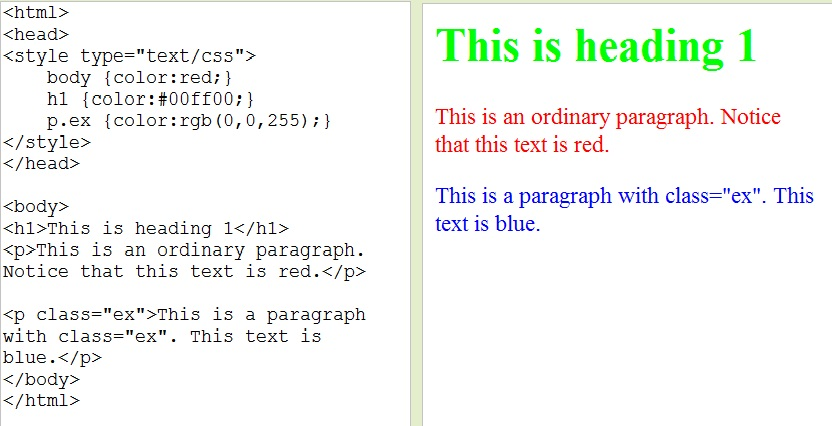 <html>
<head>
<style type="text/css">
body {color:red;}
h1 {color:#00ff00;}
p.ex {color:rgb(0,0,255);}
</style>
</head>
<body>
<h1>This is heading 1</h1>
<p>This is an ordinary paragraph.
Notice that this text is red.</p>
<p class="ex">This is a paragraph
with class="ex". This text is
blue.</p>
</body>
</html>
This is heading 1
This is an ordinary paragraph. Notice
that this text is red.
This is a paragraph with class="ex". This
text is blue.